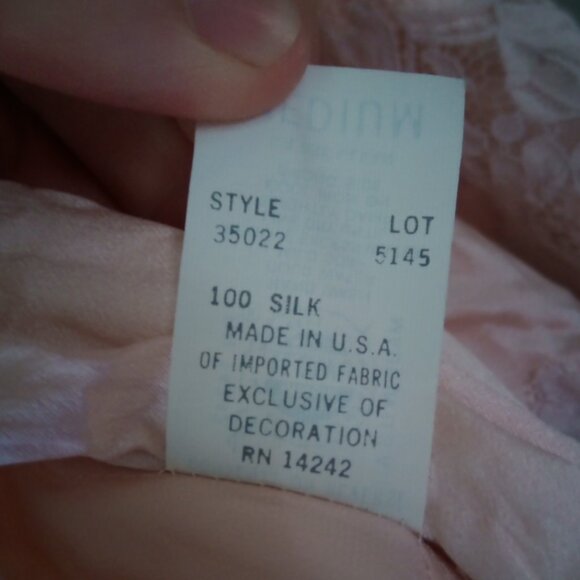 STYLE LOT
35022 5145
100 SILK
MADE IN U.S.A.
OF IMPORTED FABRIC
EXCLUSIVE OF
DECORATION
RN 14242